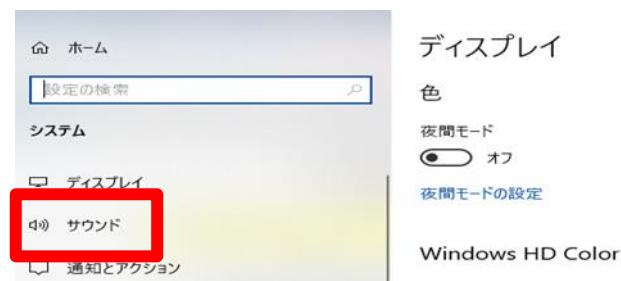 ホーム
設定の検索
システム
ディスプレイ
サウンド
通知とアクション
ディスプレイ
色
夜間モード
オフ
夜間モードの設定
Windows HD Color